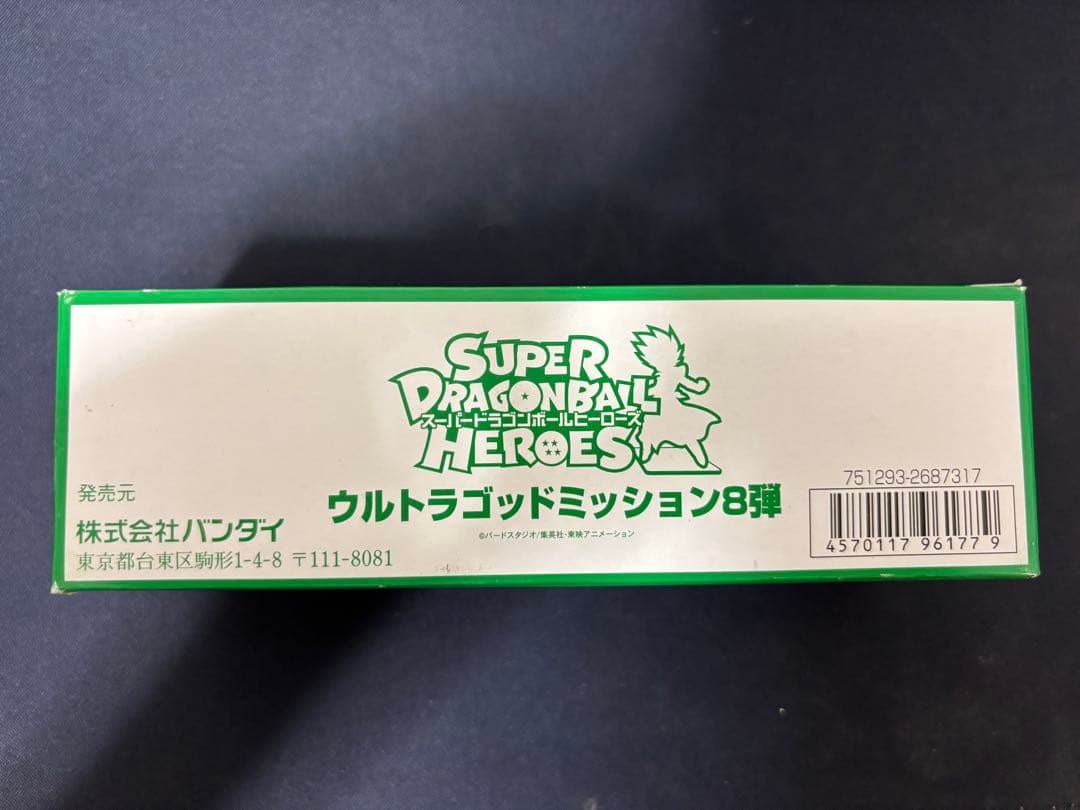 SUPER
DRAGONBALL
スーパードラゴンボールヒーローズ
HEROES
ウルトラゴッドミッション8弾
©バードスタジオ/集英社・東映アニメーション
発売元
株式会社バンダイ
東京都台東区駒形1-4-8 〒111-8081
751293-2687317
4570117 961779